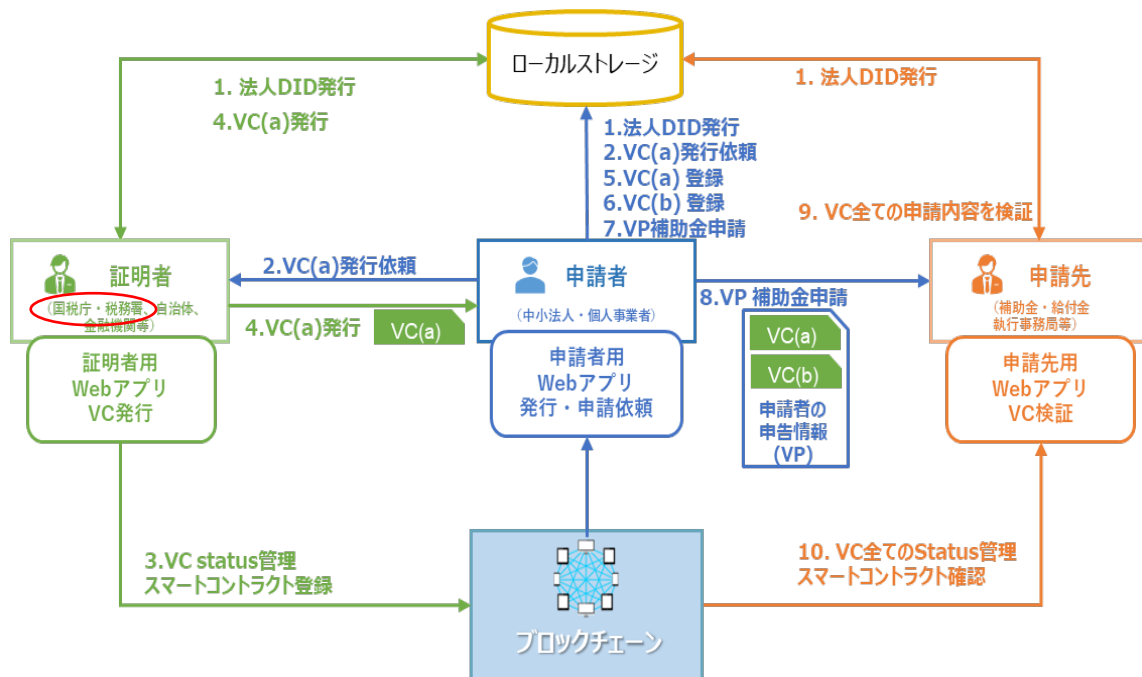 ローカルストレージ
1. 法人DID発行
4.VC(a)発行
1.法人DID発行
2.VC(a)発行依頼
5.VC(a) 登録
6.VC(b) 登録
7.VP補助金申請
1. 法人DID発行
9. VC全ての申請内容を検証
証明者
(国税庁・税務署、自治体、
金融機関等)
2.VC(a)発行依頼
4.VC(a)発行
VC(a)
申請者
(中小法人・個人事業者)
8.VP 補助金申請
申請先
(補助金・給付金
執行事務局等)
証明者用
Webアプリ
VC発行
申請者用
Webアプリ
発行・申請依頼
VC(a)
VC(b)
申請者の
申告情報
(VP)
申請先用
Webアプリ
VC検証
3.VC status管理
スマートコントラクト登録
ブロックチェーン
10. VC全てのStatus管理
スマートコントラクト確認